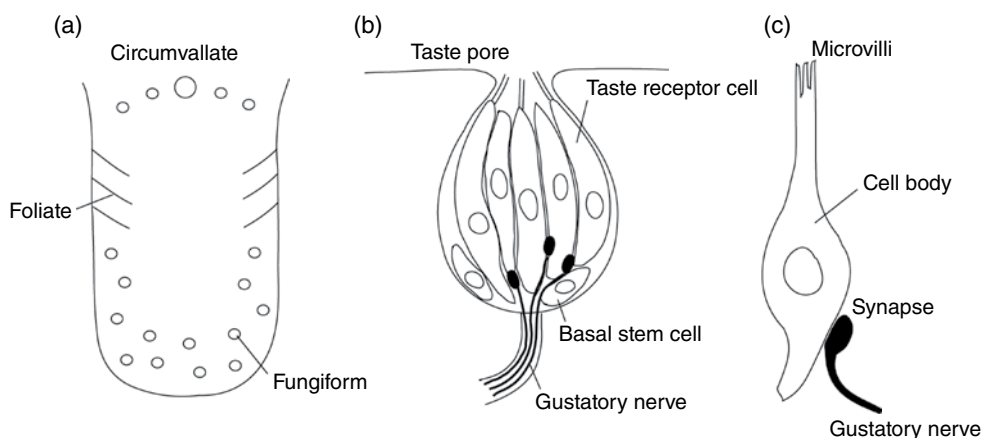 (a)
Circumvallate
Foliate
Fungiform
(b)
Taste pore
Taste receptor cell
Basal stem cell
Gustatory nerve
(c)
Microvilli
Cell body
Synapse
Gustatory nerve